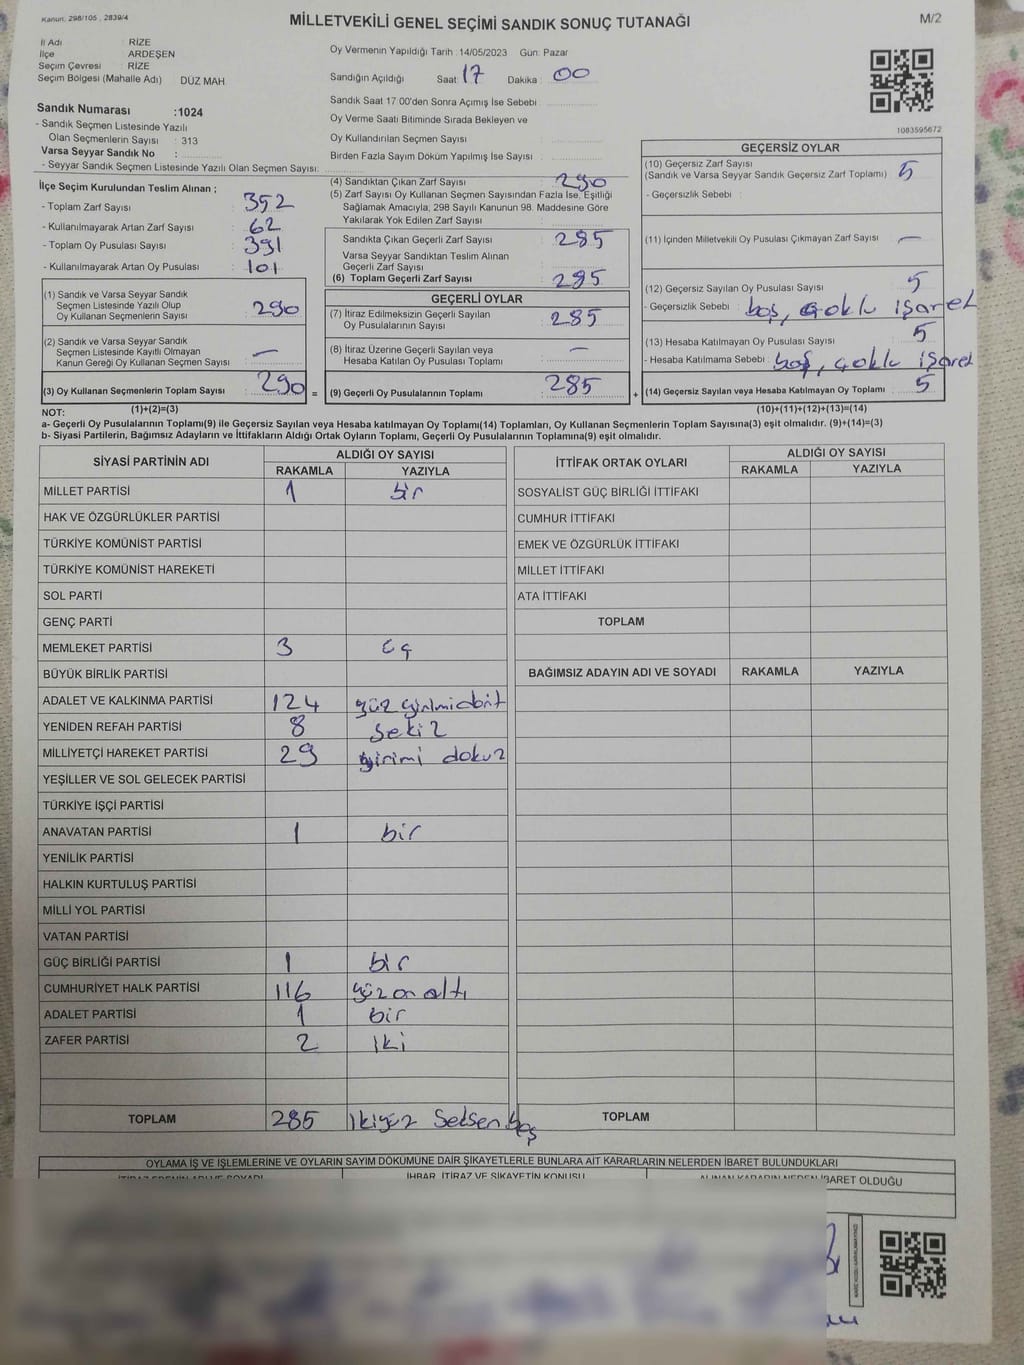 Kanun: 298/105 , 2839/4
MİLLETVEKİLİ GENEL SEÇİMİ SANDIK SONUÇ TUTANAĞI
M/2
İl Adı : RİZE
İlçe : ARDEŞEN
Seçim Çevresi : RİZE
Seçim Bölgesi (Mahalle Adı) : DÜZ MAH.
Oy Vermenin Yapıldığı Tarih :14/05/2023 Gün: Pazar
Sandığın Açıldığı Saat: 17 Dakika : 00
Sandık Saat 17 00'den Sonra Açımış İse Sebebi
Oy Verme Saati Bitiminde Sırada Bekleyen ve
Oy Kullandırılan Seçmen Sayısı
Birden Fazla Sayım Döküm Yapılmış İse Sayısı :
Sandık Numarası :1024
- Sandık Seçmen Listesinde Yazılı
Olan Seçmenlerin Sayısı : 313
Varsa Seyyar Sandık No :
- Seyyar Sandık Seçmen Listesinde Yazılı Olan Seçmen Sayısı:
1083595672
İlçe Seçim Kurulundan Teslim Alınan ;
- Toplam Zarf Sayısı : 352
- Kullanılmayarak Artan Zarf Sayısı : 62
- Toplam Oy Pusulası Sayısı : 391
- Kullanılmayarak Artan Oy Pusulası : 101
(1) Sandık ve Varsa Seyyar Sandık
Seçmen Listesinde Yazılı Olup
Oy Kullanan Seçmenlerin Sayısı : 290
(2) Sandık ve Varsa Seyyar Sandık
Seçmen Listesinde Kayıtlı Olmayan
Kanun Gereği Oy Kullanan Seçmen Sayısı : —
(3) Oy Kullanan Seçmenlerin Toplam Sayısı : 290 =
(4) Sandıktan Çıkan Zarf Sayısı : 290
(5) Zarf Sayısı Oy Kullanan Seçmen Sayısından Fazla İse, Eşitliği
Sağlamak Amacıyla, 298 Sayılı Kanunun 98. Maddesine Göre
Yakılarak Yok Edilen Zarf Sayısı :
Sandıkta Çıkan Geçerli Zarf Sayısı : 285
Varsa Seyyar Sandıktan Teslim Alınan
Geçerli Zarf Sayısı :
(6) Toplam Geçerli Zarf Sayısı : 285
GEÇERLİ OYLAR
(7) İtiraz Edilmeksizin Geçerli Sayılan
Oy Pusulalarının Sayısı : 285
(8) İtiraz Üzerine Geçerli Sayılan veya
Hesaba Katılan Oy Pusulası Toplamı : —
(9) Geçerli Oy Pusulalarının Toplamı : 285 +
GEÇERSİZ OYLAR
(10) Geçersiz Zarf Sayısı
(Sandık ve Varsa Seyyar Sandık Geçersiz Zarf Toplamı) : 5
- Geçersizlik Sebebi :
(11) İçinden Milletvekili Oy Pusulası Çıkmayan Zarf Sayısı : —
(12) Geçersiz Sayılan Oy Pusulası Sayısı : 5
- Geçersizlik Sebebi : boş, çoklu işaret
(13) Hesaba Katılmayan Oy Pusulası Sayısı : 5
- Hesaba Katılmama Sebebi : boş, çoklu işaret
(14) Geçersiz Sayılan veya Hesaba Katılmayan Oy Toplamı : 5
NOT: (1)+(2)=(3) (10)+(11)+(12)+(13)=(14)
a- Geçerli Oy Pusulalarının Toplamı(9) ile Geçersiz Sayılan veya Hesaba katılmayan Oy Toplamı(14) Toplamları, Oy Kullanan Seçmenlerin Toplam Sayısına(3) eşit olmalıdır. (9)+(14)=(3)
b- Siyasi Partilerin, Bağımsız Adayların ve İttifakların Aldığı Ortak Oyların Toplamı, Geçerli Oy Pusulalarının Toplamına(9) eşit olmalıdır.
SİYASİ PARTİNİN ADI ALDIĞI OY SAYISI
RAKAMLA YAZIYLA
MİLLET PARTİSİ 1 bir
HAK VE ÖZGÜRLÜKLER PARTİSİ
TÜRKİYE KOMÜNİST PARTİSİ
TÜRKİYE KOMÜNİST HAREKETİ
SOL PARTİ
GENÇ PARTİ
MEMLEKET PARTİSİ 3 üç
BÜYÜK BİRLİK PARTİSİ
ADALET VE KALKINMA PARTİSİ 124 yüz yirmidört
YENİDEN REFAH PARTİSİ 8 Sekiz
MİLLİYETÇİ HAREKET PARTİSİ 29 yirimi dokuz
YEŞİLLER VE SOL GELECEK PARTİSİ
TÜRKİYE İŞÇİ PARTİSİ
ANAVATAN PARTİSİ 1 bir
YENİLİK PARTİSİ
HALKIN KURTULUŞ PARTİSİ
MİLLİ YOL PARTİSİ
VATAN PARTİSİ
GÜÇ BİRLİĞİ PARTİSİ 1 bir
CUMHURİYET HALK PARTİSİ 116 yüz on altı
ADALET PARTİSİ 1 bir
ZAFER PARTİSİ 2 İki
TOPLAM 285 İkiyüz Seksen beş
İTTİFAK ORTAK OYLARI ALDIĞI OY SAYISI
RAKAMLA YAZIYLA
SOSYALİST GÜÇ BİRLİĞİ İTTİFAKI
CUMHUR İTTİFAKI
EMEK VE ÖZGÜRLÜK İTTİFAKI
MİLLET İTTİFAKI
ATA İTTİFAKI
TOPLAM
BAĞIMSIZ ADAYIN ADI VE SOYADI RAKAMLA YAZIYLA
TOPLAM
OYLAMA İŞ VE İŞLEMLERİNE VE OYLARIN SAYIM DÖKÜMÜNE DAİR ŞİKAYETLERLE BUNLARA AİT KARARLARIN NELERDEN İBARET BULUNDUKLARI
İHBAR, İTİRAZ VE ŞİKAYETİN KONUSU
İBARET OLDUĞU